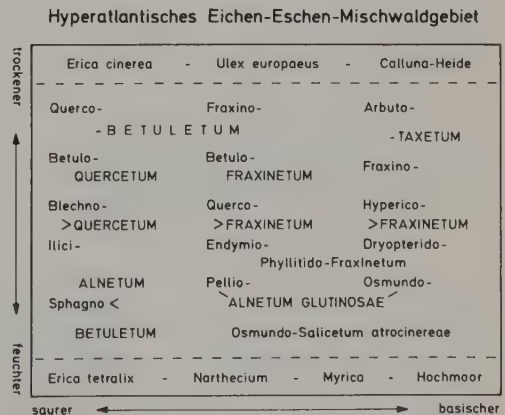 Hyperatlantisches Eichen-Eschen-Mischwaldgebiet
trockener
Erica cinerea - Ulex europaeus - Calluna-Heide
Querco- Fraxino- Arbuto-
-BETULETUM -TAXETUM
Betulo- Betulo- Fraxino-
QUERCETUM FRAXINETUM
Blechno- Querco- Hyperico-
>QUERCETUM >FRAXINETUM >FRAXINETUM
Ilici- Endymio- Dryopterido-
Phyllitido-FraxInetum
ALNETUM Pellio- Osmundo-
Sphagno < ALNETUM GLUTINOSAE
BETULETUM Osmundo-Salicetum atrocinereae
feuchter
Erica tetralix - Narthecium - Myrica - Hochmoor
saurer basischer